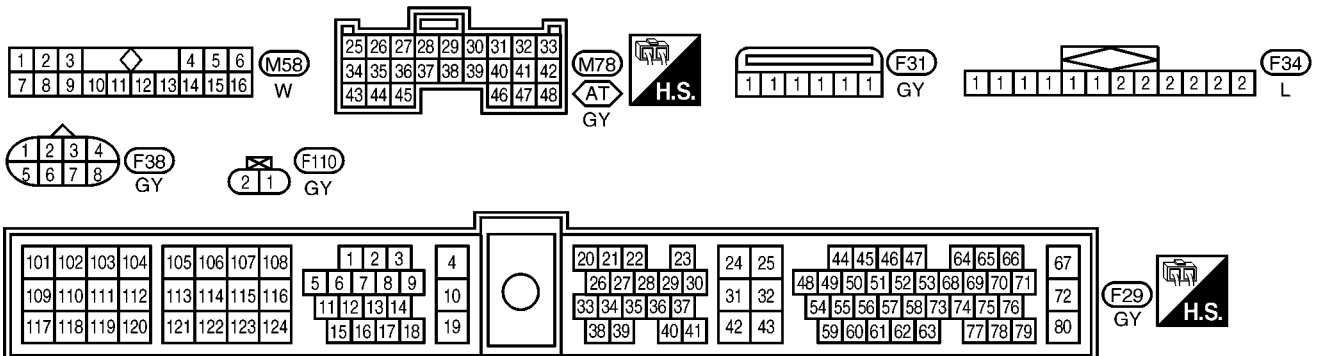 1 2 3 4 5 6
7 8 9 10 11 12 13 14 15 16
M58
W
25 26 27 28 29 30 31 32 33
34 35 36 37 38 39 40 41 42
43 44 45 46 47 48
M78
AT
GY
H.S.
1 1 1 1 1 1
F31
GY
1 1 1 1 1 1 2 2 2 2 2 2
F34
L
1 2 3 4
5 6 7 8
F38
GY
2 1
F110
GY
101 102 103 104 105 106 107 108 1 2 3 4 20 21 22 23 24 25 44 45 46 47 64 65 66 67
5 6 7 8 9 26 27 28 29 30 48 49 50 51 52 53 68 69 70 71
109 110 111 112 113 114 115 116 11 12 13 14 10 33 34 35 36 37 31 32 54 55 56 57 58 73 74 75 76 72
117 118 119 120 121 122 123 124 15 16 17 18 19 38 39 40 41 42 43 59 60 61 62 63 77 78 79 80
F29
GY
H.S.